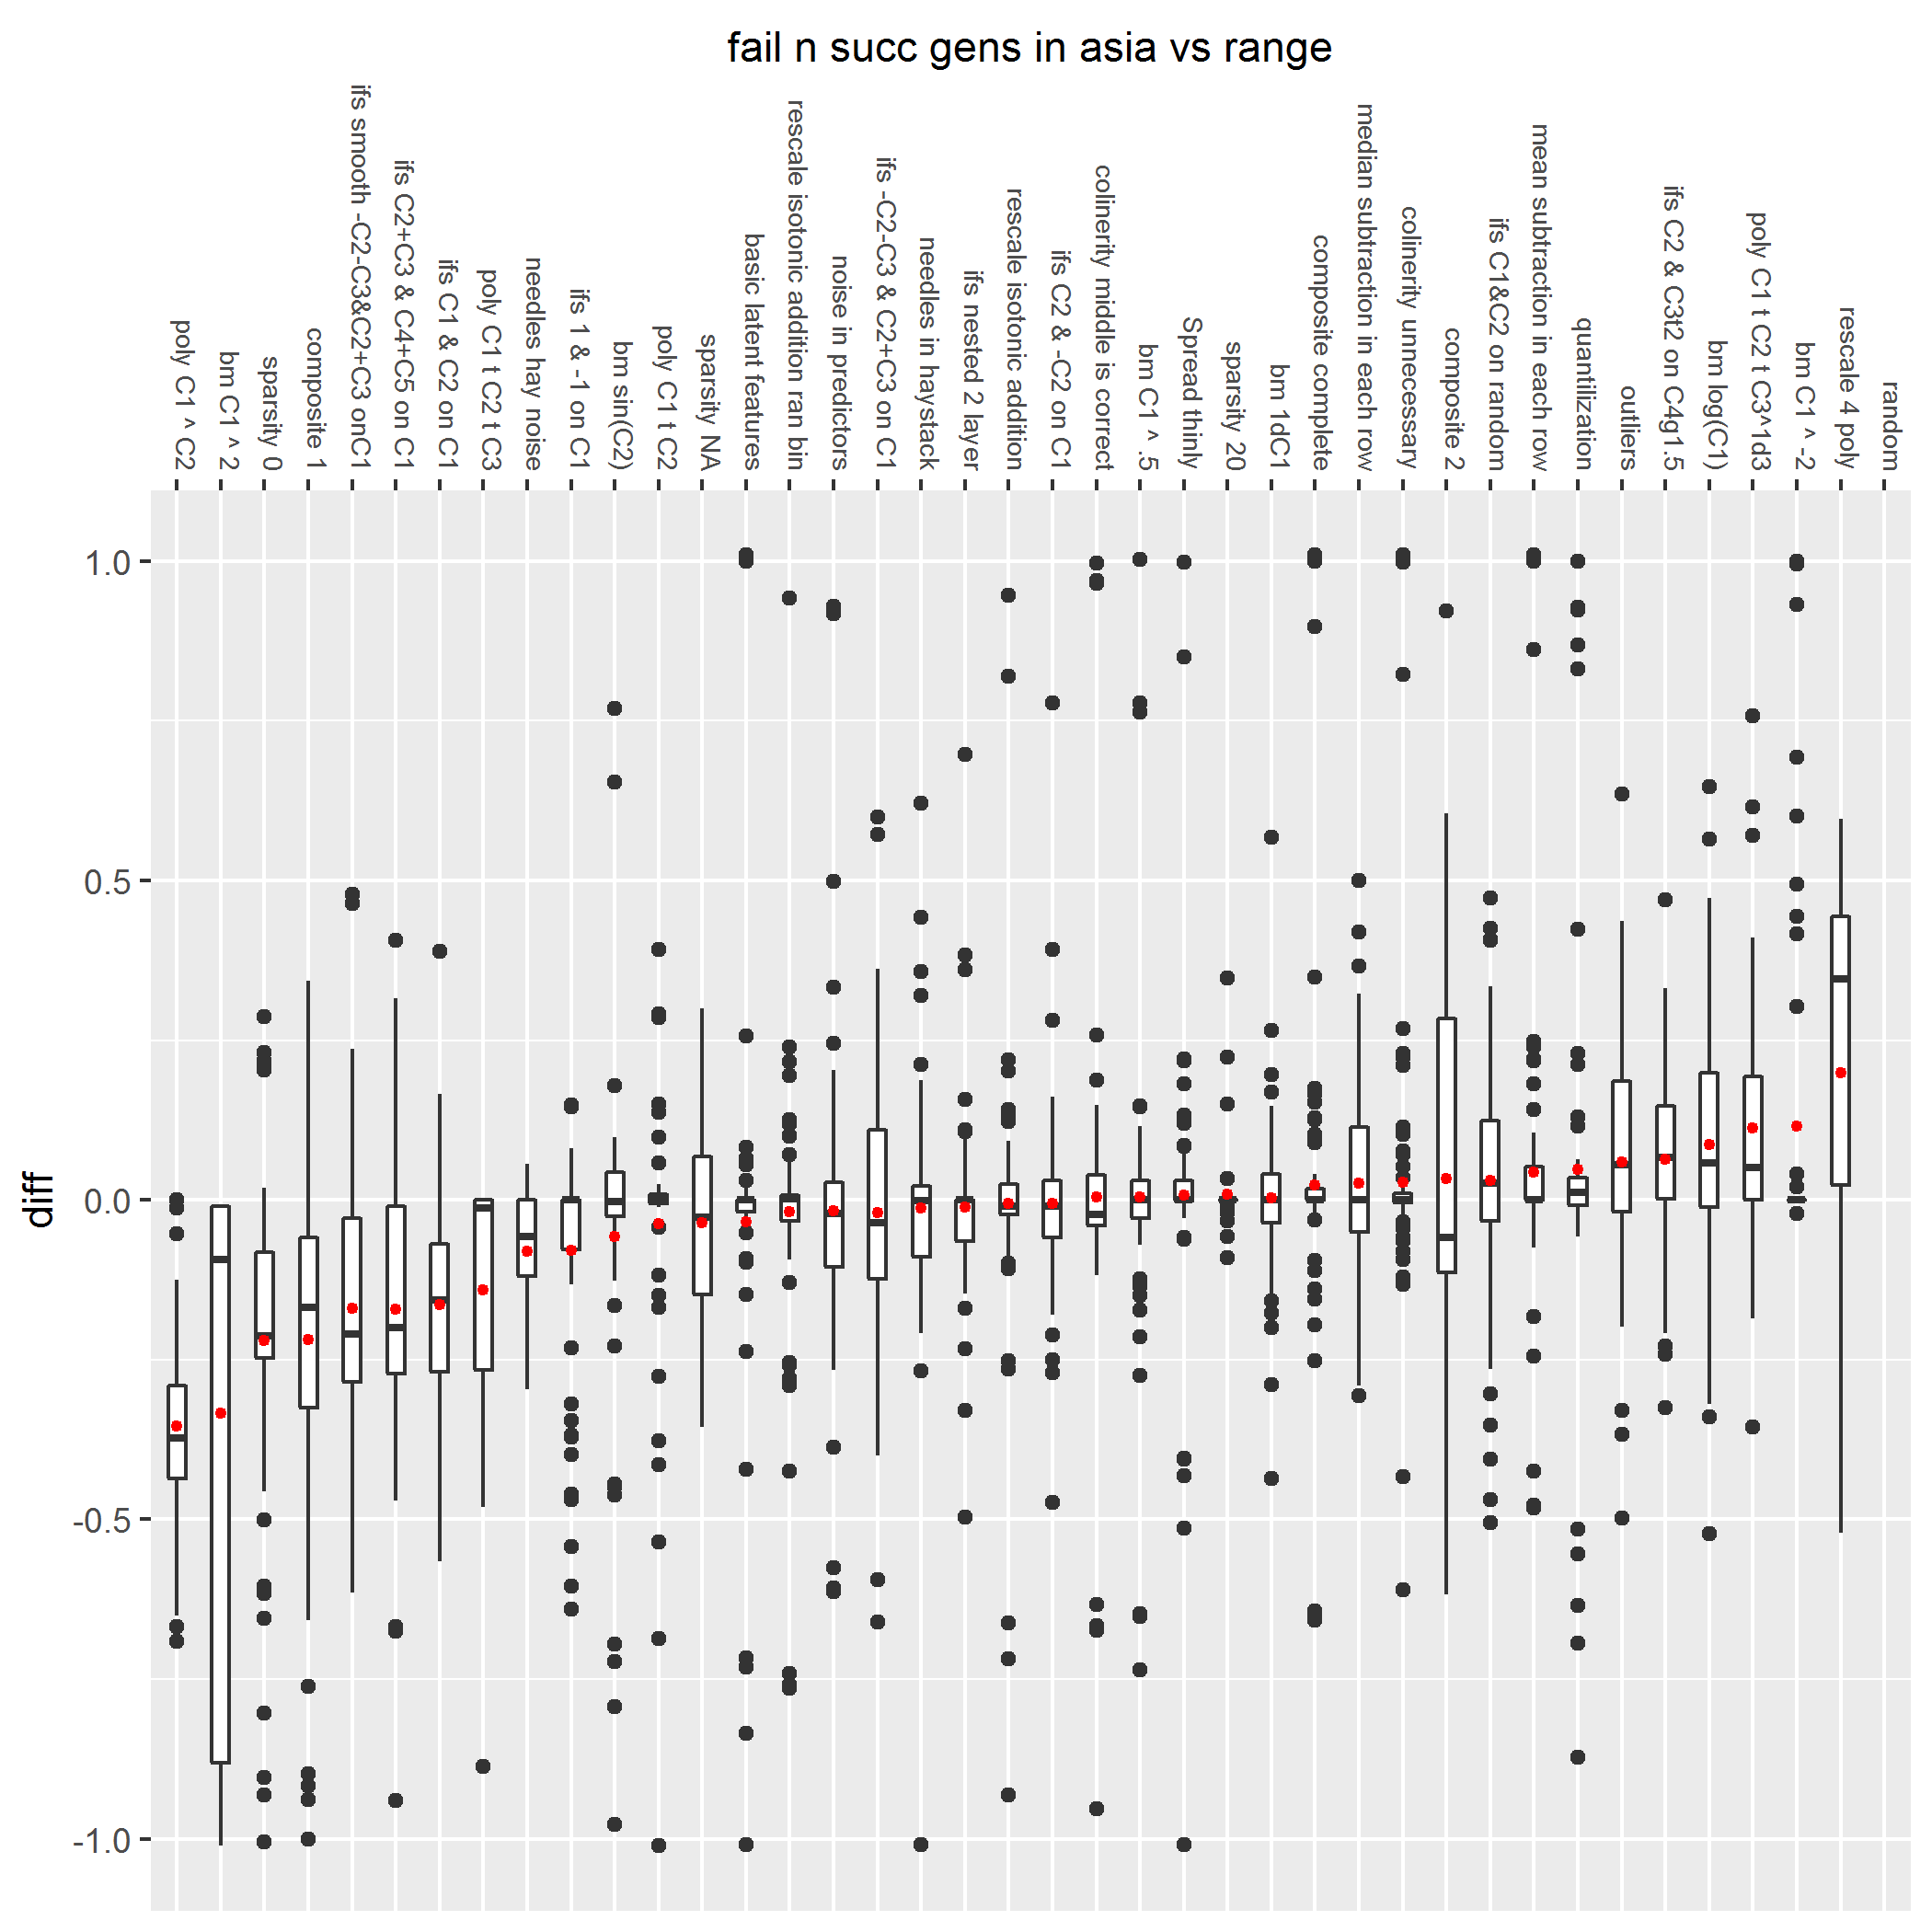 fail n succ gens in asia vs range
poly C1 ^ C2
bm C1 ^ 2
sparsity 0
composite 1
ifs smooth -C2-C3&C2+C3 onC1
ifs C2+C3 & C4+C5 on C1
ifs C1 & C2 on C1
poly C1 t C2 t C3
needles hay noise
ifs 1 & -1 on C1
bm sin(C2)
poly C1 t C2
sparsity NA
basic latent features
rescale isotonic addition ran bin
noise in predictors
ifs -C2-C3 & C2+C3 on C1
needles in haystack
ifs nested 2 layer
rescale isotonic addition
ifs C2 & -C2 on C1
colinerity middle is correct
bm C1 ^ .5
Spread thinly
sparsity 20
bm 1dC1
composite complete
median subtraction in each row
colinerity unnecessary
composite 2
ifs C1&C2 on random
mean subtraction in each row
quantilization
outliers
ifs C2 & C3t2 on C4g1.5
bm log(C1)
poly C1 t C2 t C3^1d3
bm C1 ^ -2
rescale 4 poly
random
1.0
0.5
0.0
-0.5
-1.0
diff